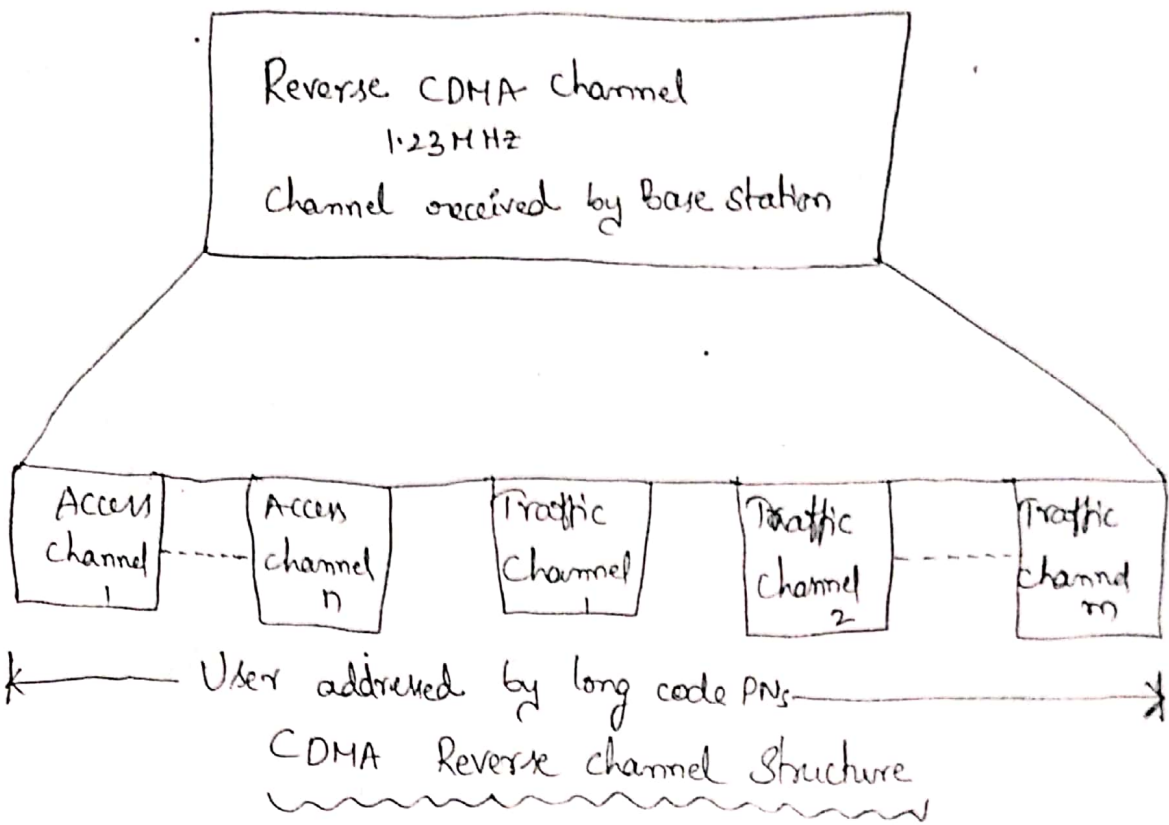 Reverse CDMA Channel
1.23 MHz
Channel received by Base station
Access
Channel
1
Access
channel
n
Traffic
Channel
1
Traffic
Channel
2
Traffic
Channel
m
User addressed by long code PNs
CDMA Reverse channel Structure